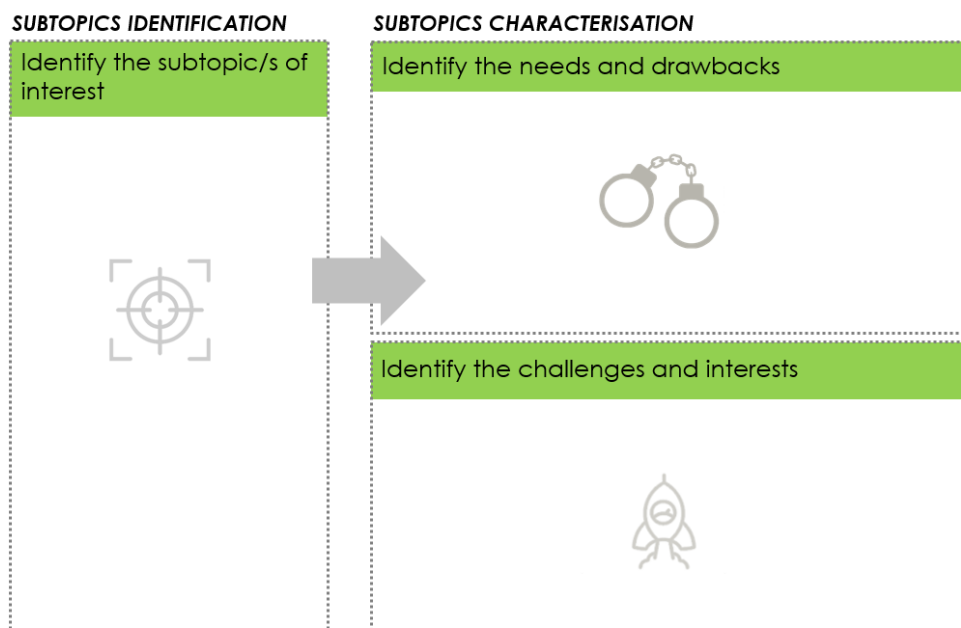 SUBTOPICS IDENTIFICATION
Identify the subtopic/s of
interest
SUBTOPICS CHARACTERISATION
Identify the needs and drawbacks
Identify the challenges and interests